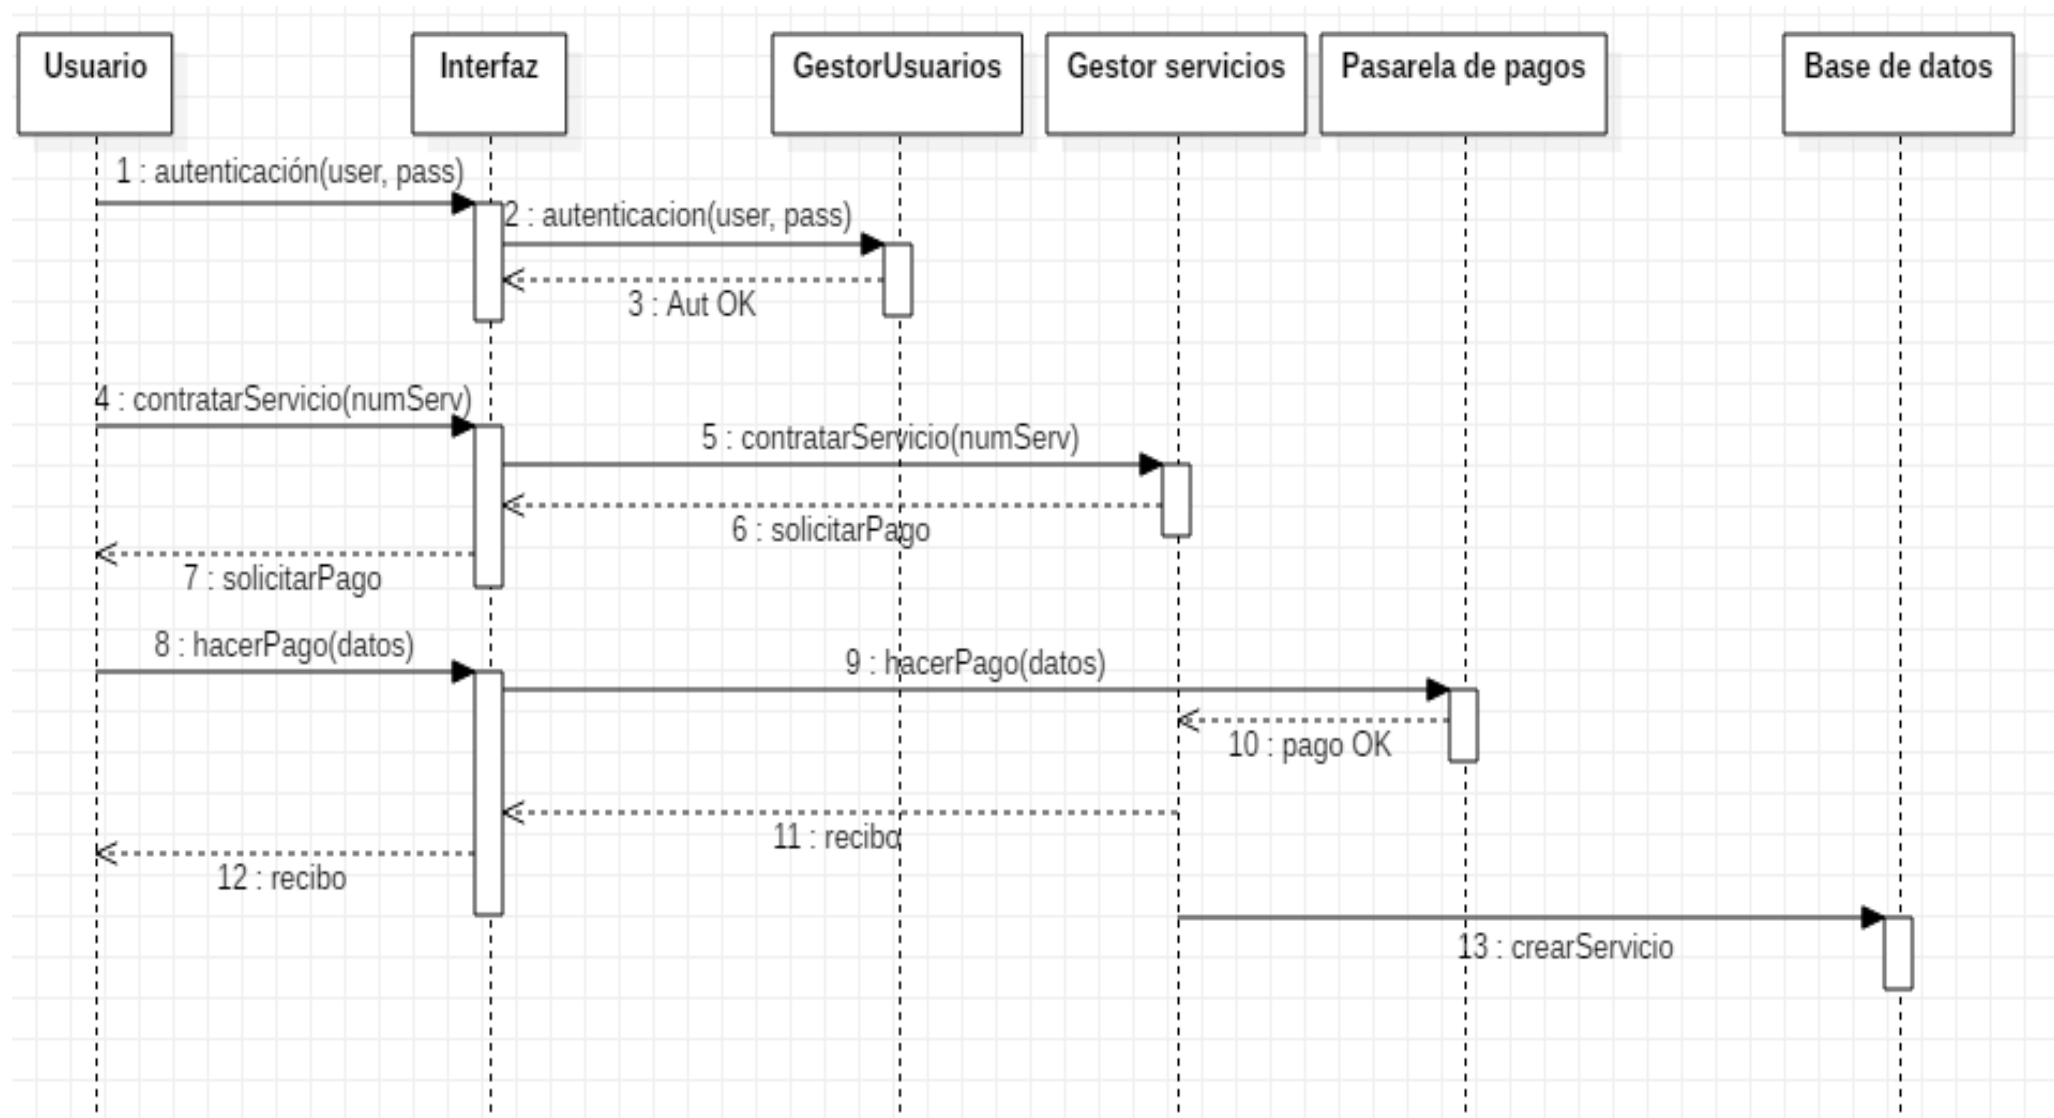 Usuario
Interfaz
GestorUsuarios
Gestor servicios
Pasarela de pagos
Base de datos
1 : autenticación(user, pass)
2 : autenticacion(user, pass)
3 : Aut OK
4 : contratarServicio(numServ)
5 : contratarServicio(numServ)
6 : solicitarPago
7 : solicitarPago
8 : hacerPago(datos)
9 : hacerPago(datos)
10 : pago OK
11 : recibo
12 : recibo
13 : crearServicio